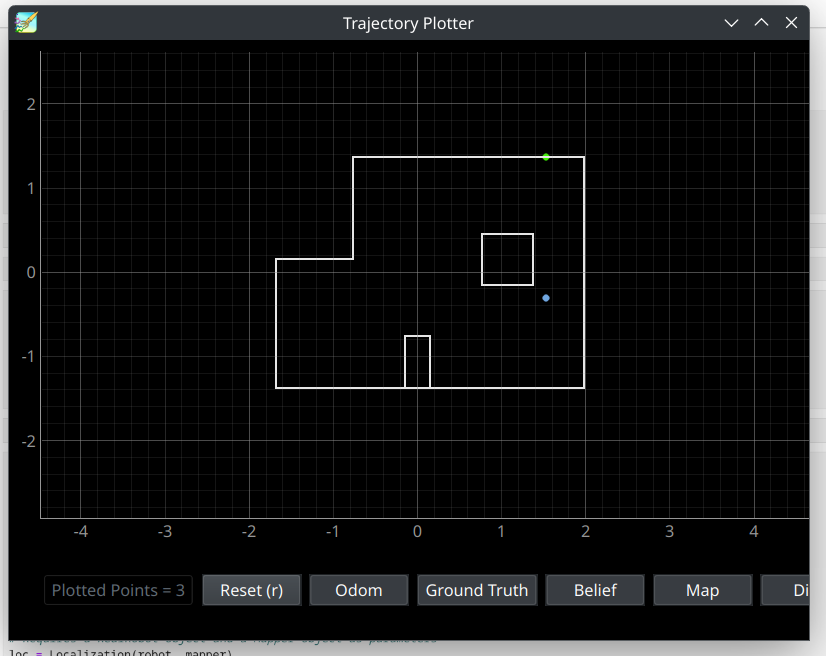 Trajectory Plotter
2
1
0
-1
-2
-4 -3 -2 -1 0 1 2 3 4
Plotted Points = 3 Reset (r) Odom Ground Truth Belief Map Di
loc = Localization(robot, mapper)